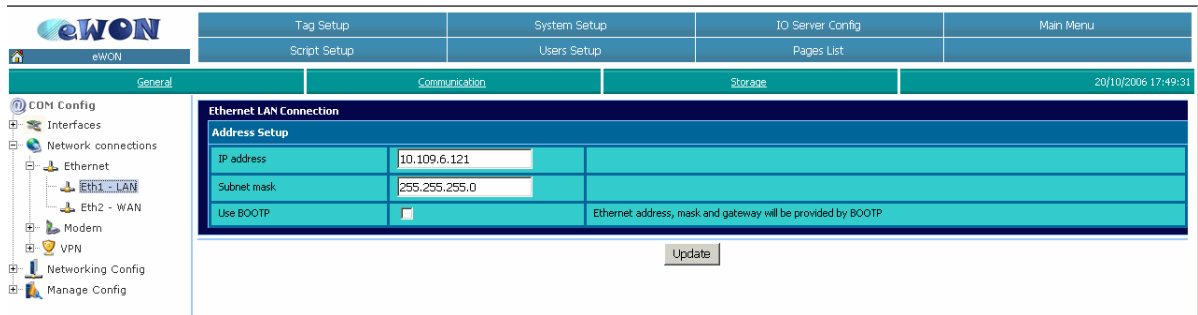 eWON
Tag Setup System Setup IO Server Config Main Menu
eWON Script Setup Users Setup Pages List
General Communication Storage 20/10/2006 17:49:31
COM Config
Interfaces
Network connections
Ethernet
Eth1 - LAN
Eth2 - WAN
Modem
VPN
Networking Config
Manage Config
Ethernet LAN Connection
Address Setup
IP address 10.109.6.121
Subnet mask 255.255.255.0
Use BOOTP Ethernet address, mask and gateway will be provided by BOOTP
Update